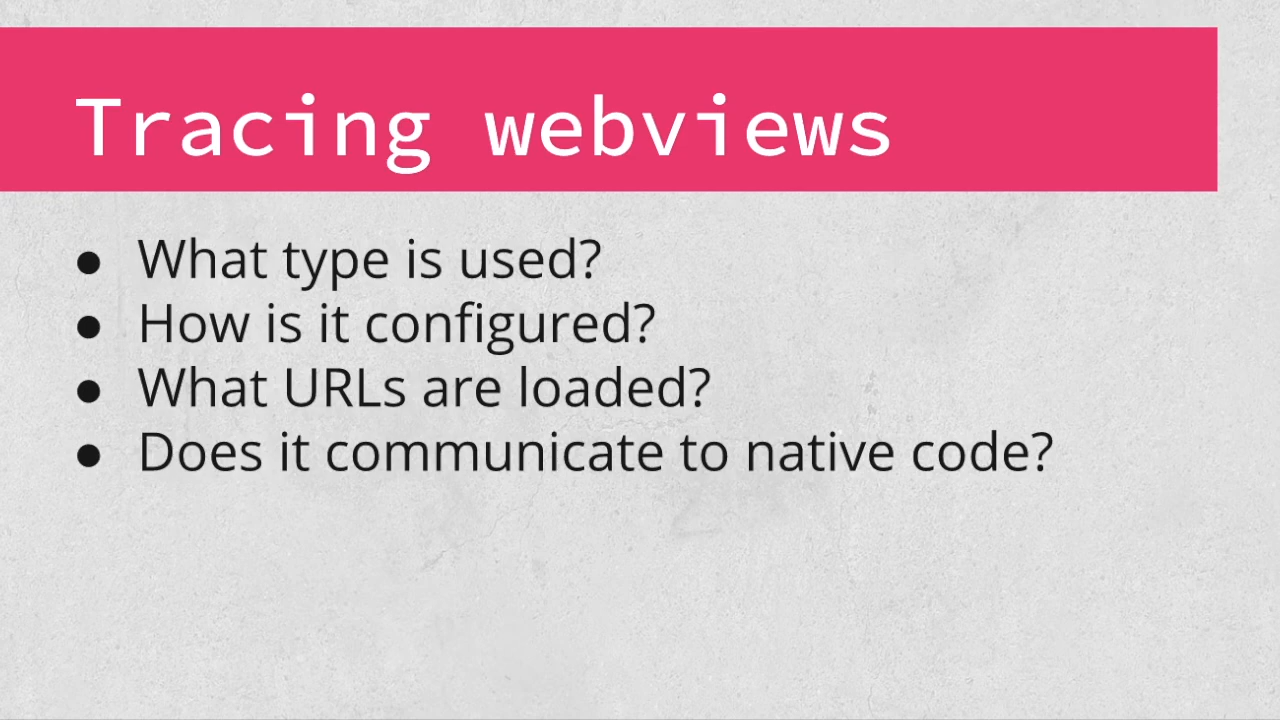 Tracing webviews
● What type is used?
● How is it configured?
● What URLs are loaded?
● Does it communicate to native code?